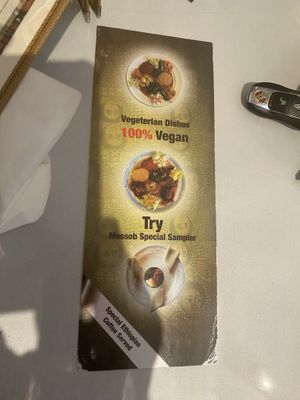 Vegeterian Dishes
100% Vegan
Try
Messob Special Sampler
Special Ethiopian
Coffee Served